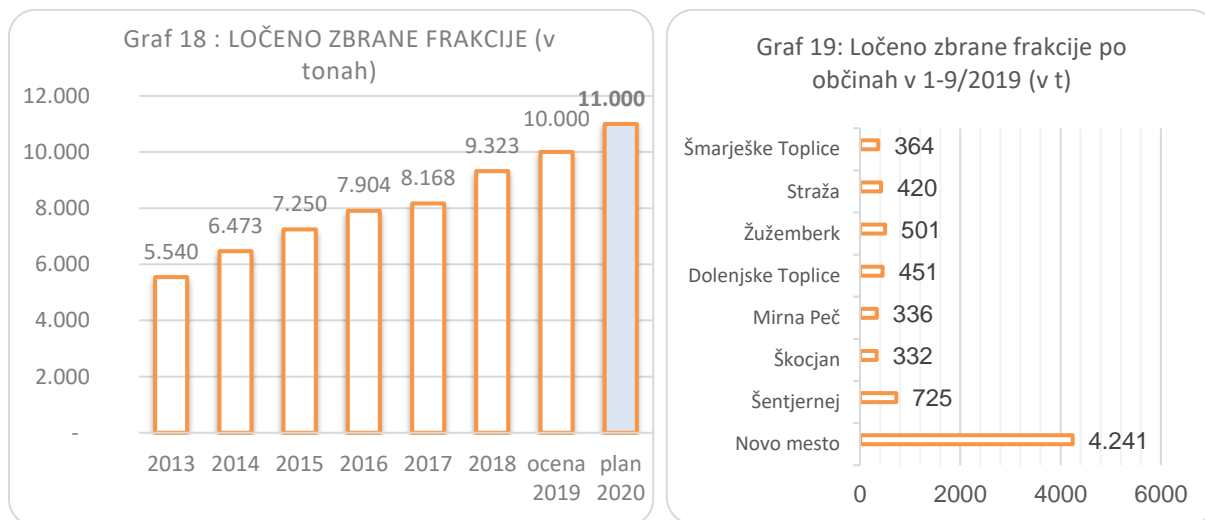 Graf 18 : LOČENO ZBRANE FRAKCIJE (v
tonah)
12.000
10.000
8.000
6.000
4.000
2.000
-
5.540
6.473
7.250
7.904
8.168
9.323
10.000
11.000
2013 2014 2015 2016 2017 2018 ocena plan
2019 2020
Graf 19: Ločeno zbrane frakcije po
občinah v 1-9/2019 (v t)
Šmarješke Toplice 364
Straža 420
Žužemberk 501
Dolenjske Toplice 451
Mirna Peč 336
Škocjan 332
Šentjernej 725
Novo mesto 4.241
0 2000 4000 6000